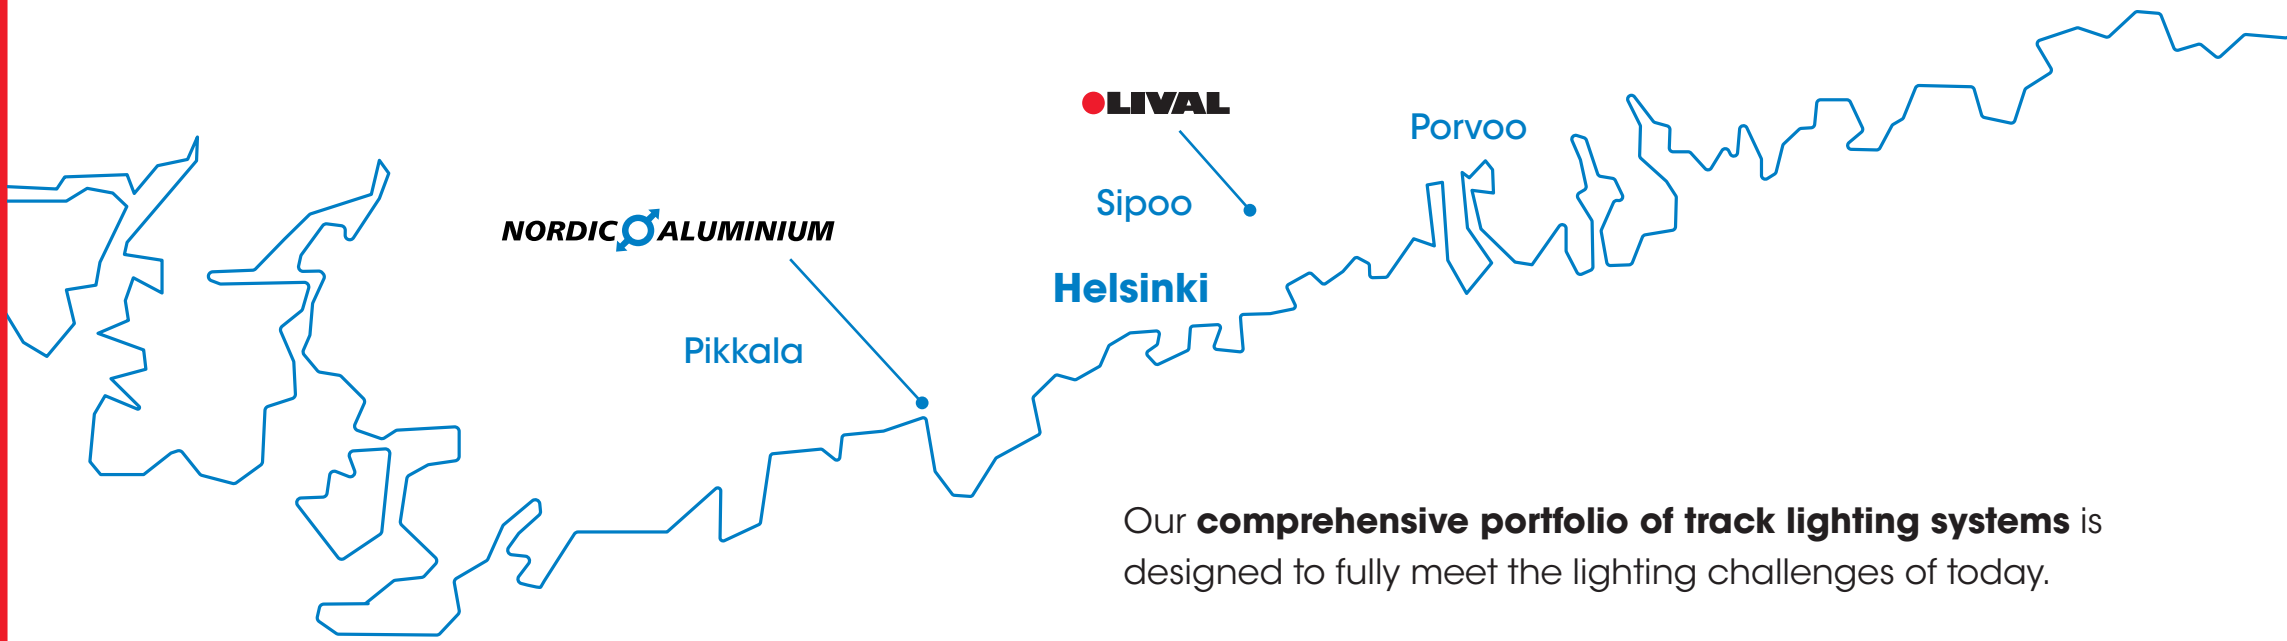 LIVAL
Porvoo
Sipoo
NORDIC ALUMINIUM
Helsinki
Pikkala
Our comprehensive portfolio of track lighting systems is
designed to fully meet the lighting challenges of today.